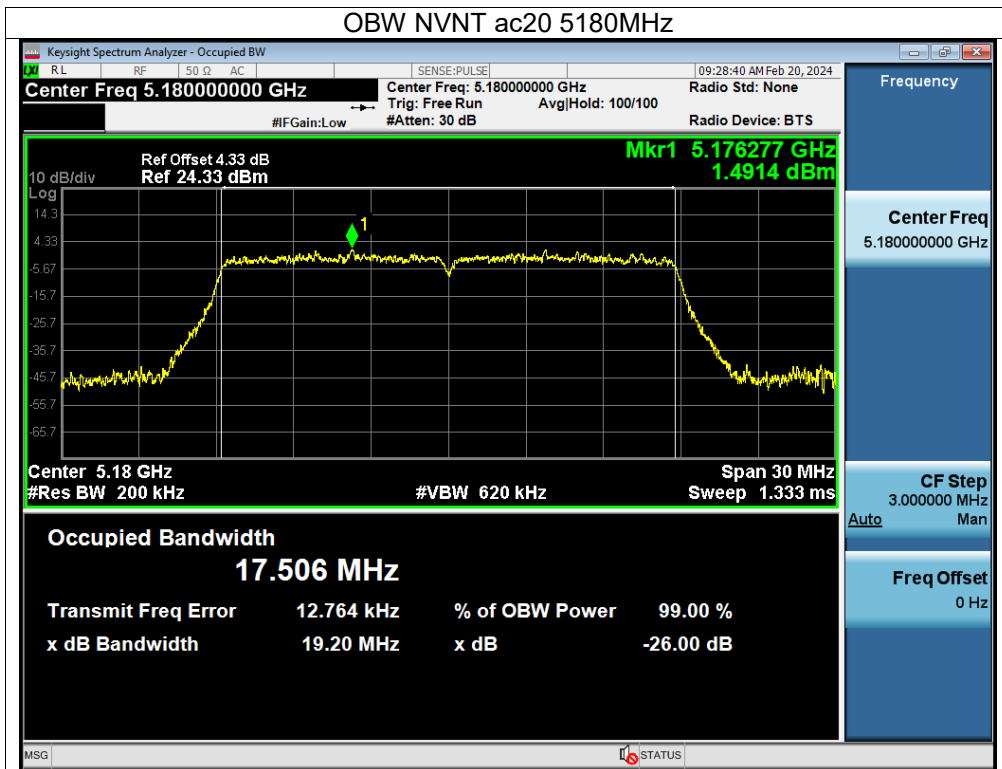 OBW NVNT ac20 5180MHz
Keysight Spectrum Analyzer - Occupied BW
LXI RL RF 50 Ω AC SENSE:PULSE 09:28:40 AM Feb 20, 2024
Center Freq 5.180000000 GHz Center Freq: 5.180000000 GHz Radio Std: None
Trig: Free Run Avg|Hold: 100/100
#IFGain:Low #Atten: 30 dB Radio Device: BTS
Mkr1 5.176277 GHz
1.4914 dBm
Ref Offset 4.33 dB
10 dB/div Ref 24.33 dBm
Log
14.3
4.33
-5.67
-15.7
-25.7
-35.7
-45.7
-55.7
-65.7
1
Center 5.18 GHz Span 30 MHz
#Res BW 200 kHz #VBW 620 kHz Sweep 1.333 ms
Occupied Bandwidth
17.506 MHz
Transmit Freq Error 12.764 kHz % of OBW Power 99.00 %
x dB Bandwidth 19.20 MHz x dB -26.00 dB
Frequency
Center Freq
5.180000000 GHz
CF Step
3.000000 MHz
Auto Man
Freq Offset
0 Hz
MSG STATUS